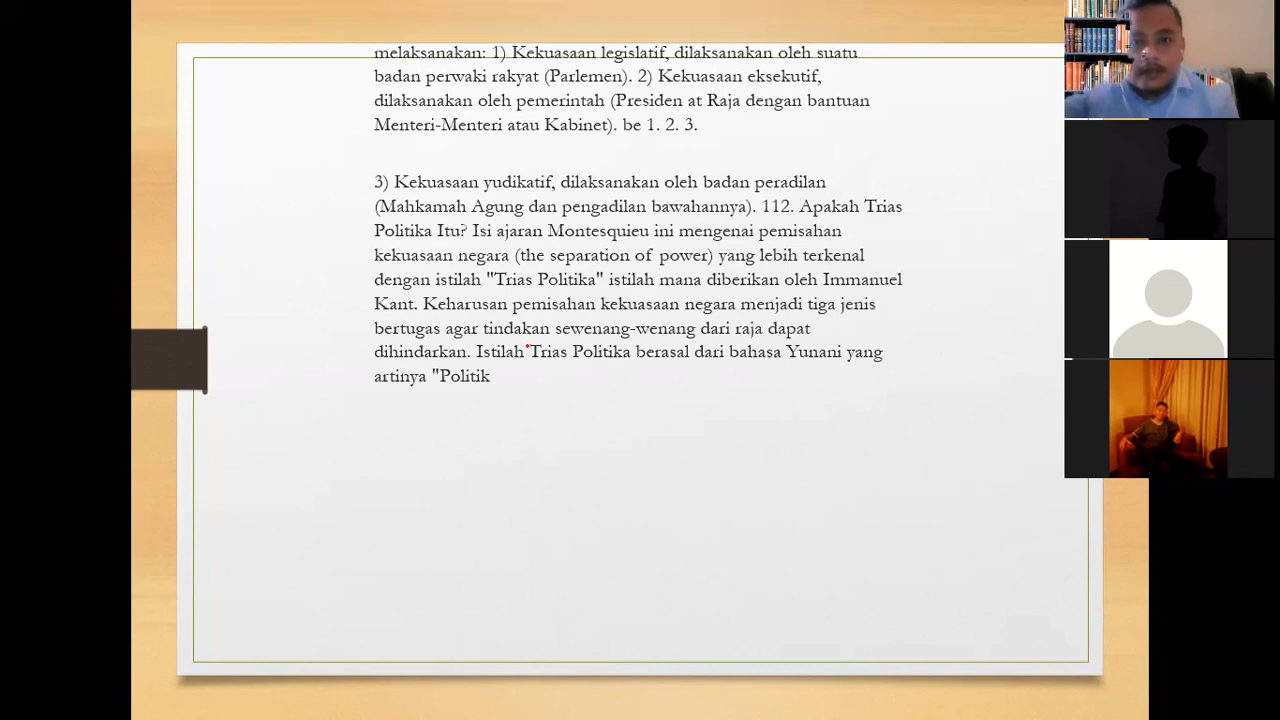 melaksanakan: 1) Kekuasaan legislatif, dilaksanakan oleh suatu
badan perwaki rakyat (Parlemen). 2) Kekuasaan eksekutif,
dilaksanakan oleh pemerintah (Presiden at Raja dengan bantuan
Menteri-Menteri atau Kabinet). be 1. 2. 3.
3) Kekuasaan yudikatif, dilaksanakan oleh badan peradilan
(Mahkamah Agung dan pengadilan bawahannya). 112. Apakah Trias
Politika Itu? Isi ajaran Montesquieu ini mengenai pemisahan
kekuasaan negara (the separation of power) yang lebih terkenal
dengan istilah "Trias Politika" istilah mana diberikan oleh Immanuel
Kant. Keharusan pemisahan kekuasaan negara menjadi tiga jenis
bertugas agar tindakan sewenang-wenang dari raja dapat
dihindarkan. Istilah Trias Politika berasal dari bahasa Yunani yang
artinya "Politik